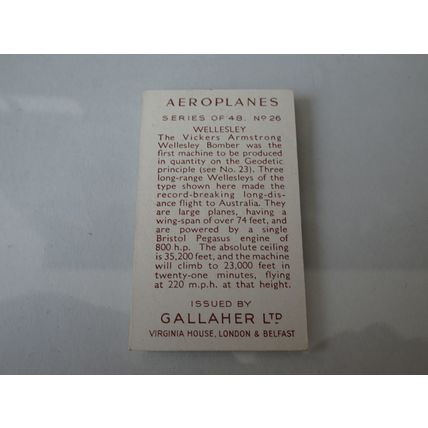 AEROPLANES
SERIES OF 48. No 26
WELLESLEY
The Vickers Armstrong
Wellesley Bomber was the
first machine to be produced
in quantity on the Geodetic
principle (see No. 23). Three
long-range Wellesleys of the
type shown here made the
record-breaking long-dis-
ance flight to Australia. They
are large planes, having a
wing-span of over 74 feet, and
are powered by a single
Bristol Pegasus engine of
800 h.p. The absolute ceiling
is 35,200 feet, and the machine
will climb to 23,000 feet in
twenty-one minutes, flying
at 220 m.p.h. at that height.
ISSUED BY
GALLAHER LTD
VIRGINIA HOUSE, LONDON & BELFAST